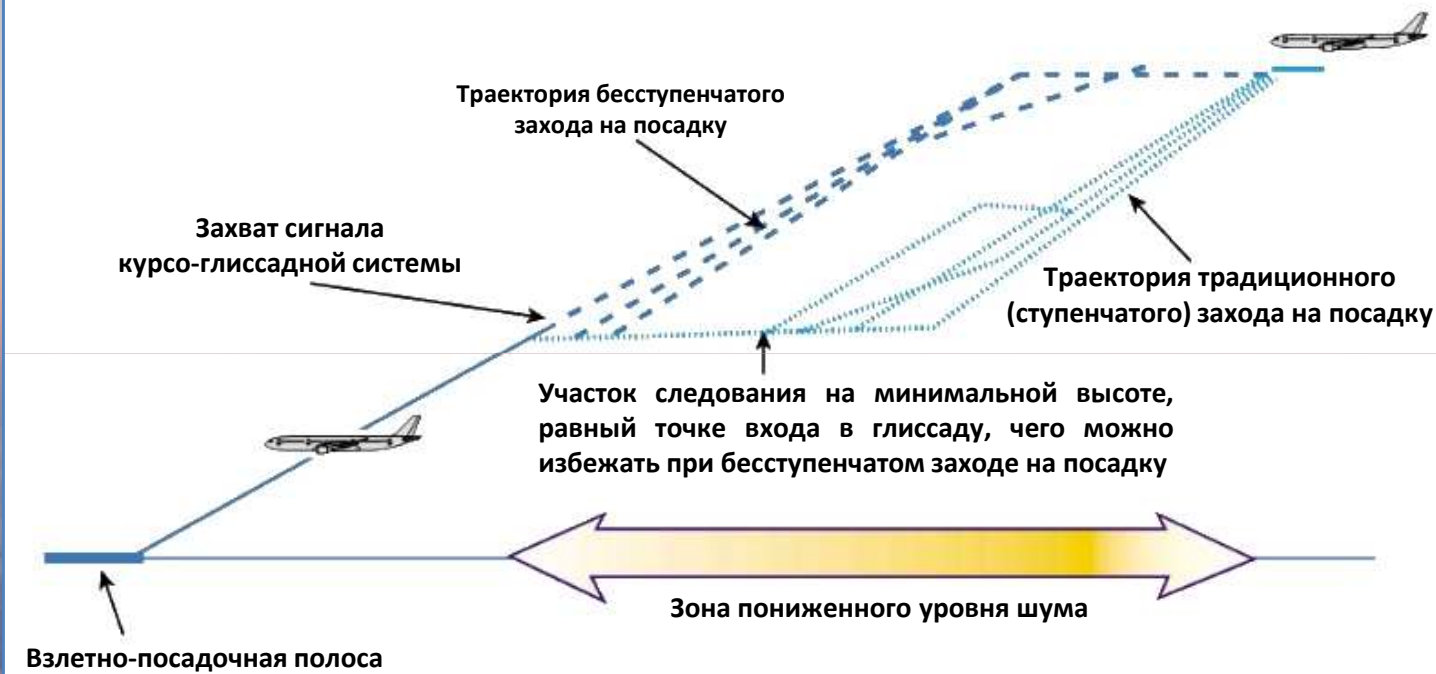 Траектория бесступенчатого
захода на посадку
Захват сигнала
курсо-глиссадной системы
Траектория традиционного
(ступенчатого) захода на посадку
Участок следования на минимальной высоте,
равный точке входа в глиссаду, чего можно
избежать при бесступенчатом заходе на посадку
Зона пониженного уровня шума
Взлетно-посадочная полоса